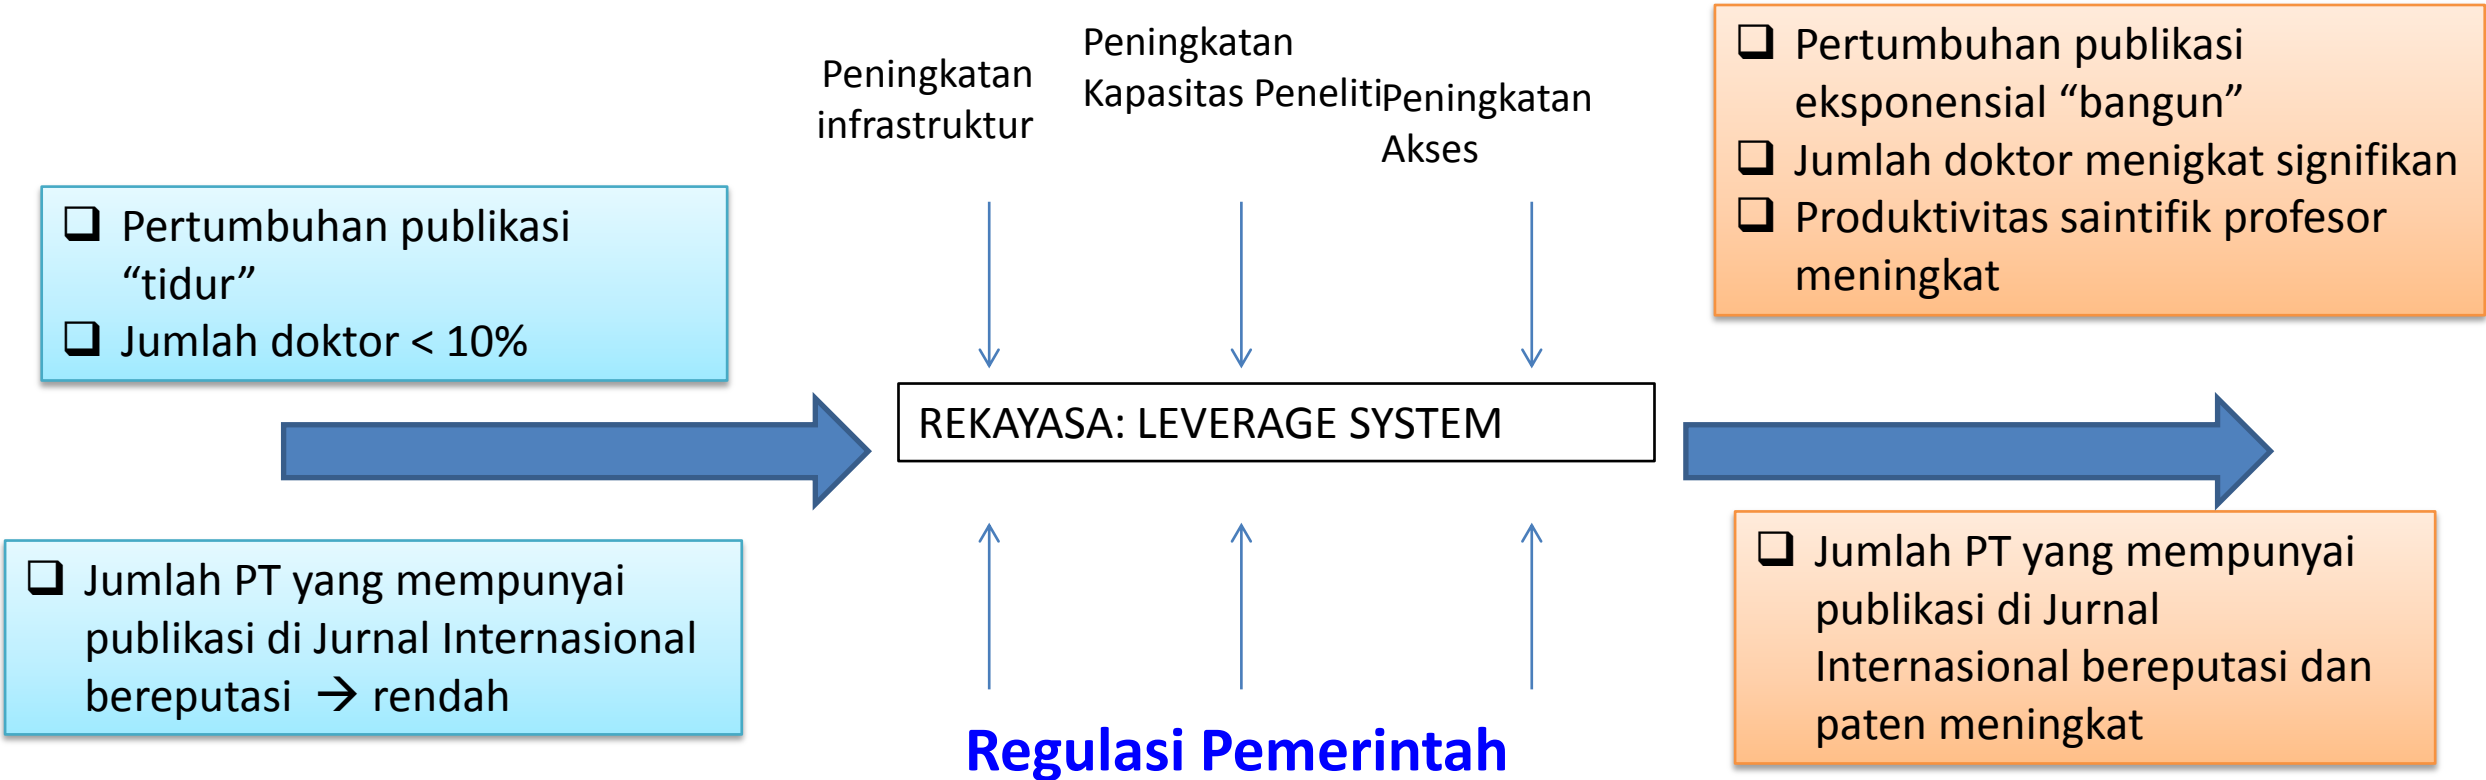 Pertumbuhan publikasi
“tidur”
Jumlah doktor < 10%
Jumlah PT yang mempunyai
publikasi di Jurnal Internasional
bereputasi → rendah
Peningkatan
infrastruktur
Peningkatan
Kapasitas Peneliti
Peningkatan
Akses
REKAYASA: LEVERAGE SYSTEM
Regulasi Pemerintah
Pertumbuhan publikasi
eksponensial “bangun”
Jumlah doktor menigkat signifikan
Produktivitas saintifik profesor
meningkat
Jumlah PT yang mempunyai
publikasi di Jurnal
Internasional bereputasi dan
paten meningkat